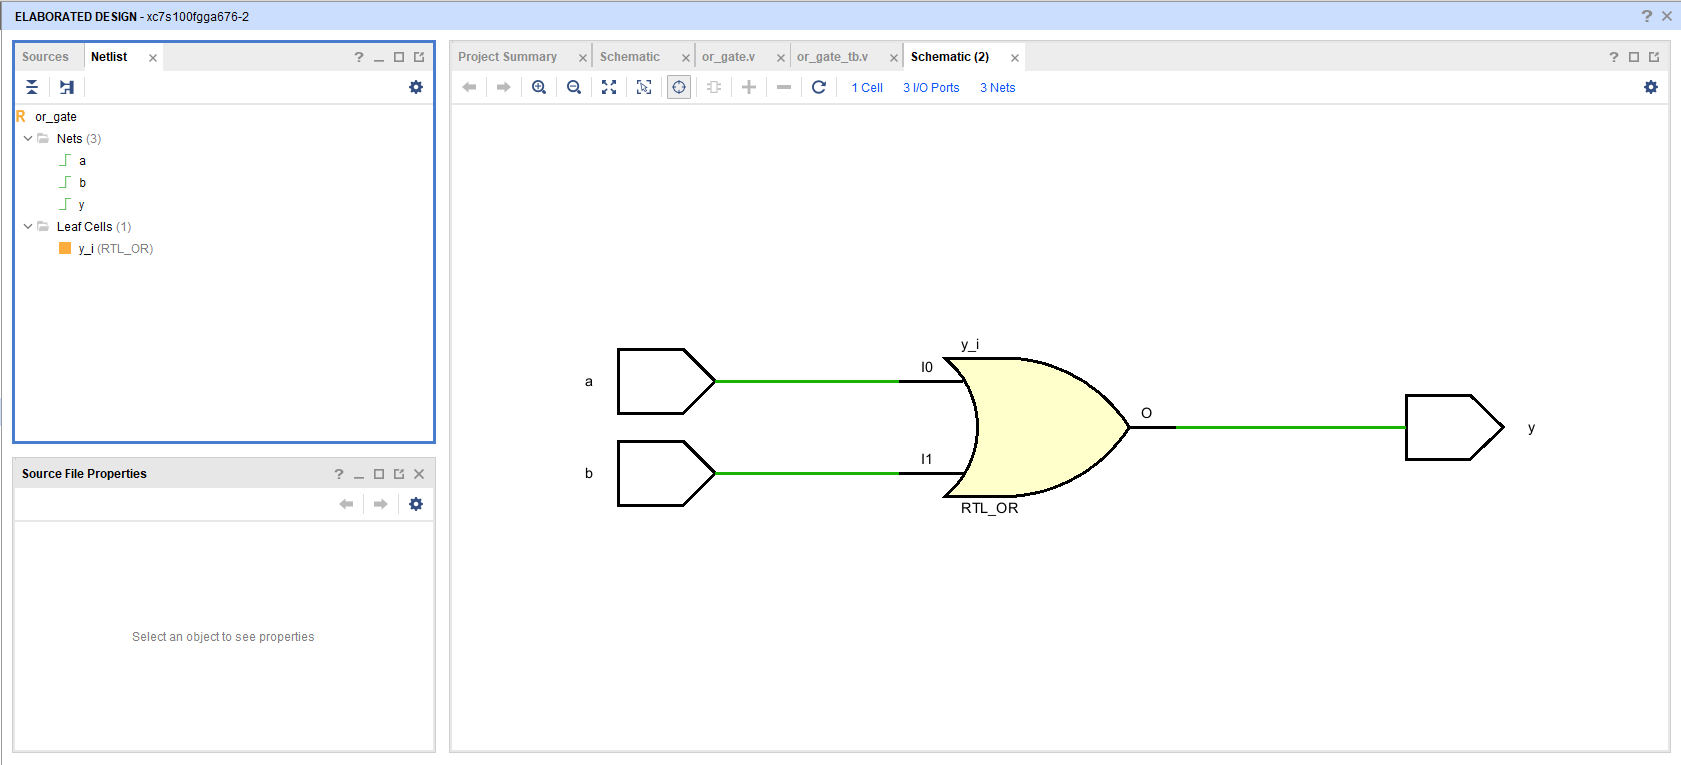 ELABORATED DESIGN - xc7s100fgga676-2
Sources Netlist
or_gate
Nets (3)
a
b
y
Leaf Cells (1)
y_i (RTL_OR)
Source File Properties
Select an object to see properties
Project Summary Schematic or_gate.v or_gate_tb.v Schematic (2)
1 Cell 3 I/O Ports 3 Nets
y_i
a I0
O
y
b I1
RTL_OR